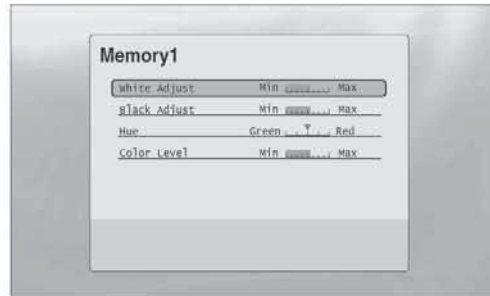 Memory1
White Adjust Min Max
Black Adjust Min Max
Hue Green Red
Color Level Min Max